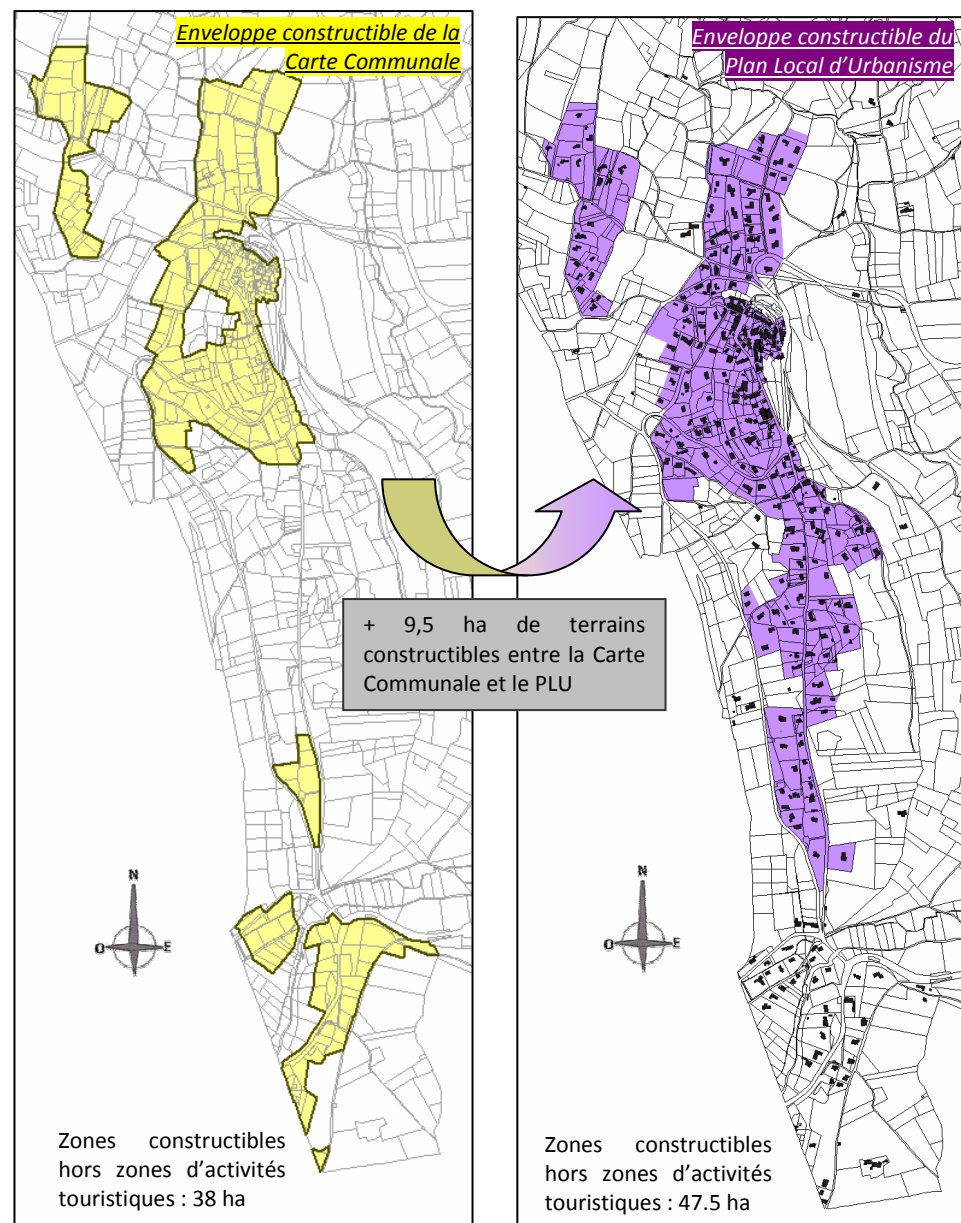 Enveloppe constructible de la
Carte Communale
Enveloppe constructible du
Plan Local d'Urbanisme
+ 9,5 ha de terrains
constructibles entre la Carte
Communale et le PLU
N
O E
N
O E
Zones constructibles
hors zones d'activités
touristiques : 38 ha
Zones constructibles
hors zones d'activités
touristiques : 47.5 ha